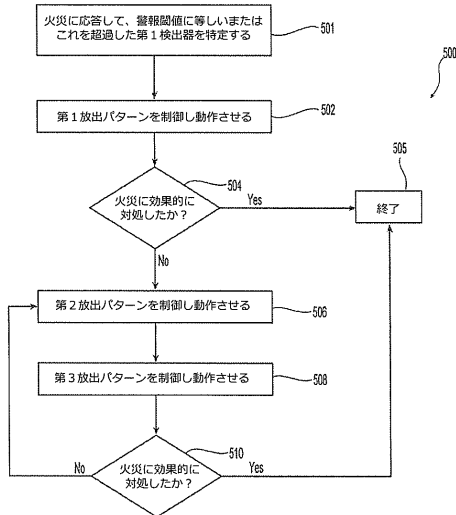 火災に応答して、警報閾値に等しいまたは
これを超過した第1検出器を特定する
501
500
第1放出パターンを制御し動作させる
502
火災に効果的に
対処したか？
504
Yes
505
終了
No
第2放出パターンを制御し動作させる
506
第3放出パターンを制御し動作させる
508
火災に効果的に
対処したか？
510
No
Yes